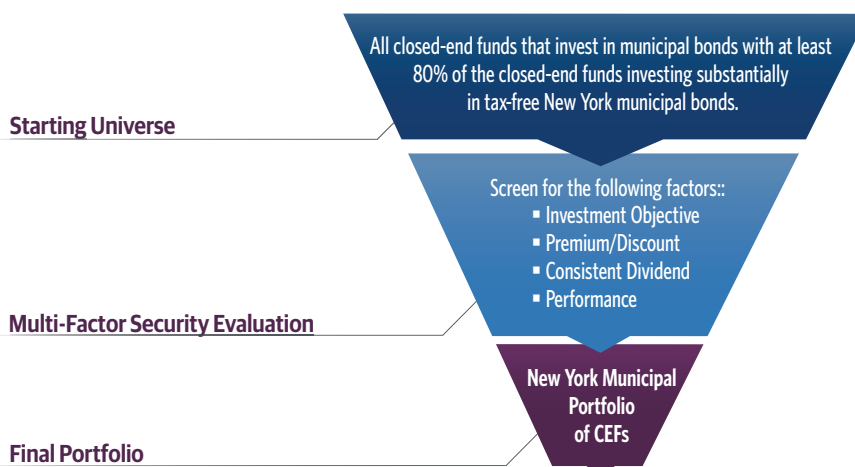 All closed-end funds that invest in municipal bonds with at least
80% of the closed-end funds investing substantially
in tax-free New York municipal bonds.
Starting Universe
Screen for the following factors::
▪ Investment Objective
▪ Premium/Discount
▪ Consistent Dividend
▪ Performance
Multi-Factor Security Evaluation
New York Municipal
Portfolio
of CEFs
Final Portfolio